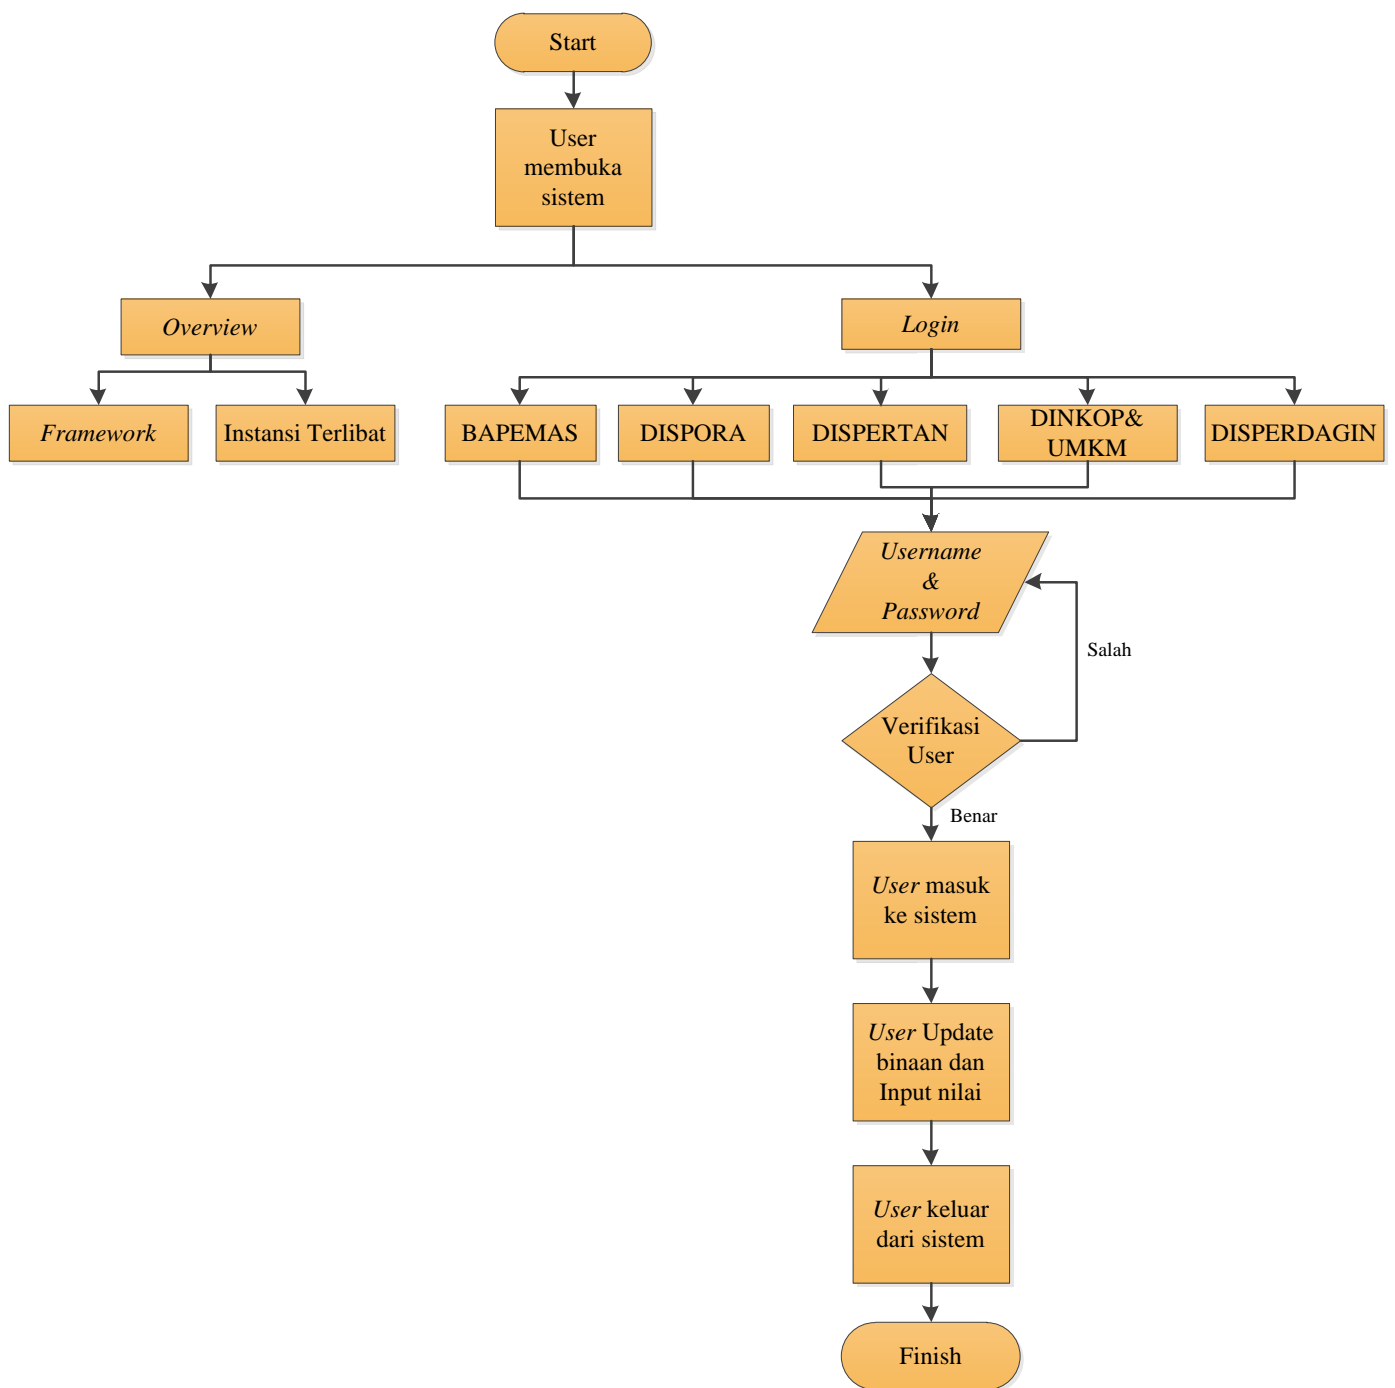 Start
User
membuka
sistem
Overview
Login
Framework
Instansi Terlibat
BAPEMAS
DISPORA
DISPERTAN
DINKOP&
UMKM
DISPERDAGIN
Username
&
Password
Salah
Verifikasi
User
Benar
User masuk
ke sistem
User Update
binaan dan
Input nilai
User keluar
dari sistem
Finish